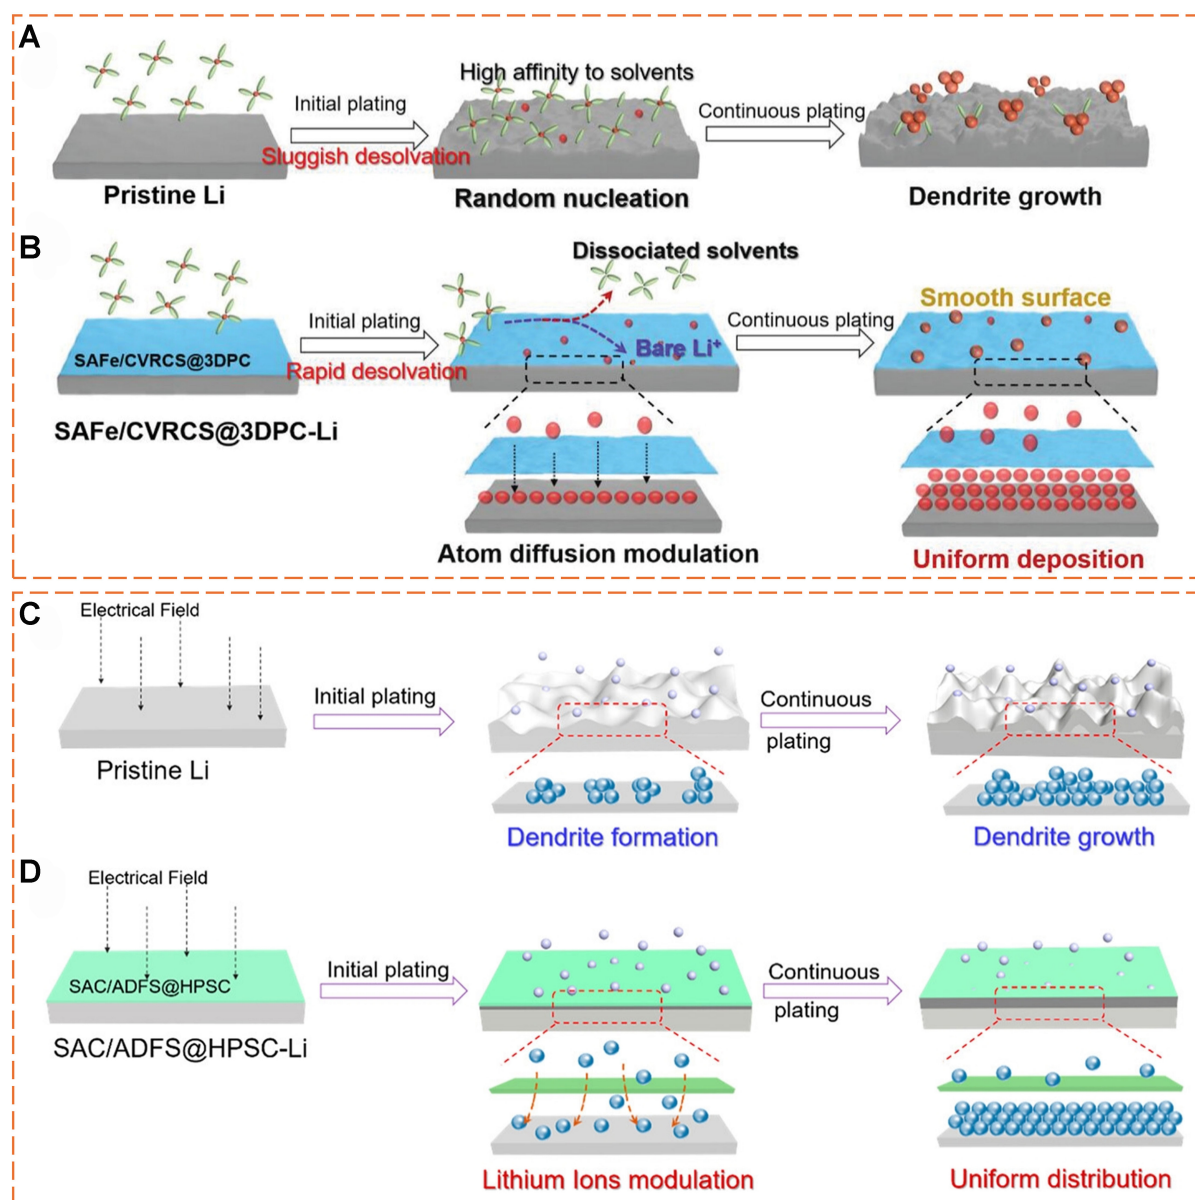 A
High affinity to solvents
Initial plating
Continuous plating
Sluggish desolvation
Pristine Li
Random nucleation
Dendrite growth
B
Dissociated solvents
Smooth surface
Initial plating
Continuous plating
Bare Li⁺
SAFe/CVRCS@3DPC
Rapid desolvation
SAFe/CVRCS@3DPC-Li
Atom diffusion modulation
Uniform deposition
C
Electrical Field
Initial plating
Continuous
plating
Pristine Li
Dendrite formation
Dendrite growth
D
Electrical Field
Initial plating
Continuous
plating
SAC/ADFS@HPSC
SAC/ADFS@HPSC-Li
Lithium Ions modulation
Uniform distribution